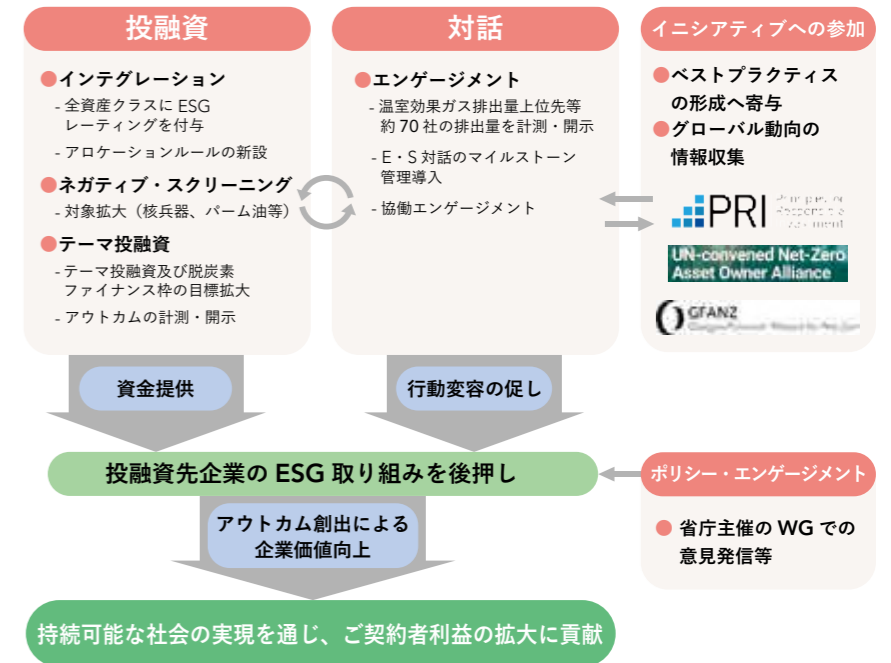 投融資
●インテグレーション
- 全資産クラスに ESG
レーティングを付与
- アロケーションルールの新設
●ネガティブ・スクリーニング
- 対象拡大（核兵器、パーム油等）
●テーマ投融資
- テーマ投融資及び脱炭素
ファイナンス枠の目標拡大
- アウトカムの計測・開示
対話
●エンゲージメント
- 温室効果ガス排出量上位先等
約 70 社の排出量を計測・開示
- E・S 対話のマイルストーン
管理導入
- 協働エンゲージメント
イニシアティブへの参加
●ベストプラクティス
の形成へ寄与
●グローバル動向の
情報収集
PRI
UN-convened Net-Zero
Asset Owner Alliance
GFANZ
資金提供
行動変容の促し
投融資先企業の ESG 取り組みを後押し
ポリシー・エンゲージメント
● 省庁主催の WG での
意見発信等
アウトカム創出による
企業価値向上
持続可能な社会の実現を通じ、ご契約者利益の拡大に貢献